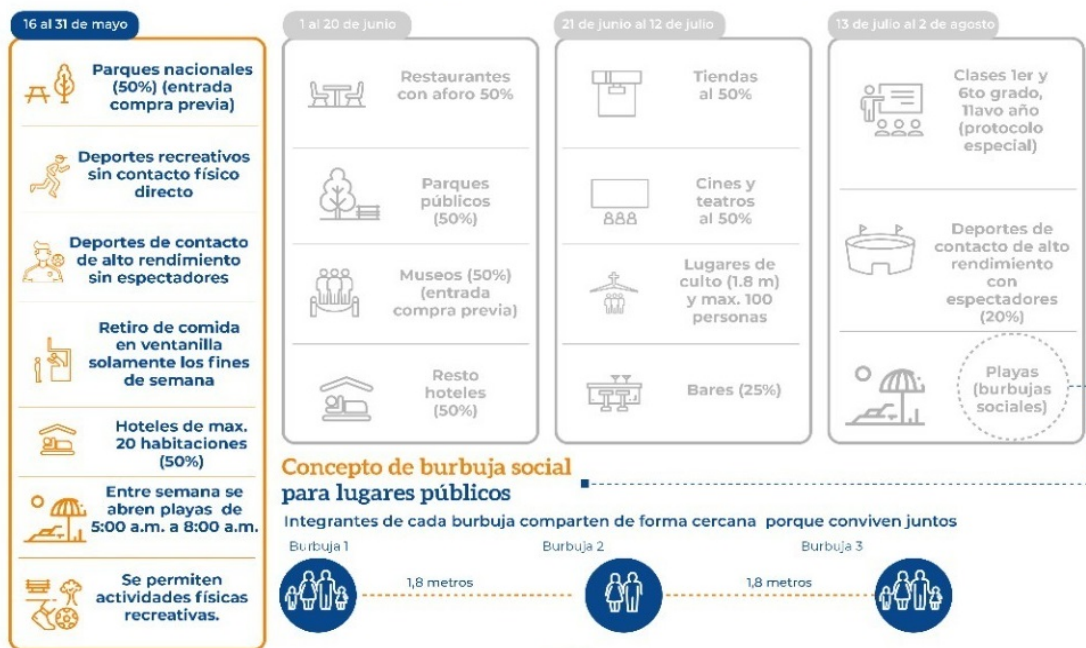 16 al 31 de mayo
Parques nacionales
(50%) (entrada
compra previa)
Deportes recreativos
sin contacto físico
directo
Deportes de contacto
de alto rendimiento
sin espectadores
Retiro de comida
en ventanilla
solamente los fines
de semana
Hoteles de max.
20 habitaciones
(50%)
Entre semana se
abren playas de
5:00 a.m. a 8:00 a.m.
Se permiten
actividades físicas
recreativas.
1 al 20 de junio
Restaurantes
con aforo 50%
Parques
públicos
(50%)
Museos (50%)
(entrada
compra previa)
Resto
hoteles
(50%)
21 de junio al 12 de julio
Tiendas
al 50%
Cines y
teatros
al 50%
Lugares de
culto (1.8 m)
y max. 100
personas
Bares (25%)
13 de julio al 2 de agosto
Clases 1er y
6to grado,
11avo año
(protocolo
especial)
Deportes de
contacto de alto
rendimiento
con
espectadores
(20%)
Playas
(burbujas
sociales)
Concepto de burbuja social
para lugares públicos
Integrantes de cada burbuja comparten de forma cercana porque conviven juntos
Burbuja 1
Burbuja 2
Burbuja 3
1,8 metros
1,8 metros